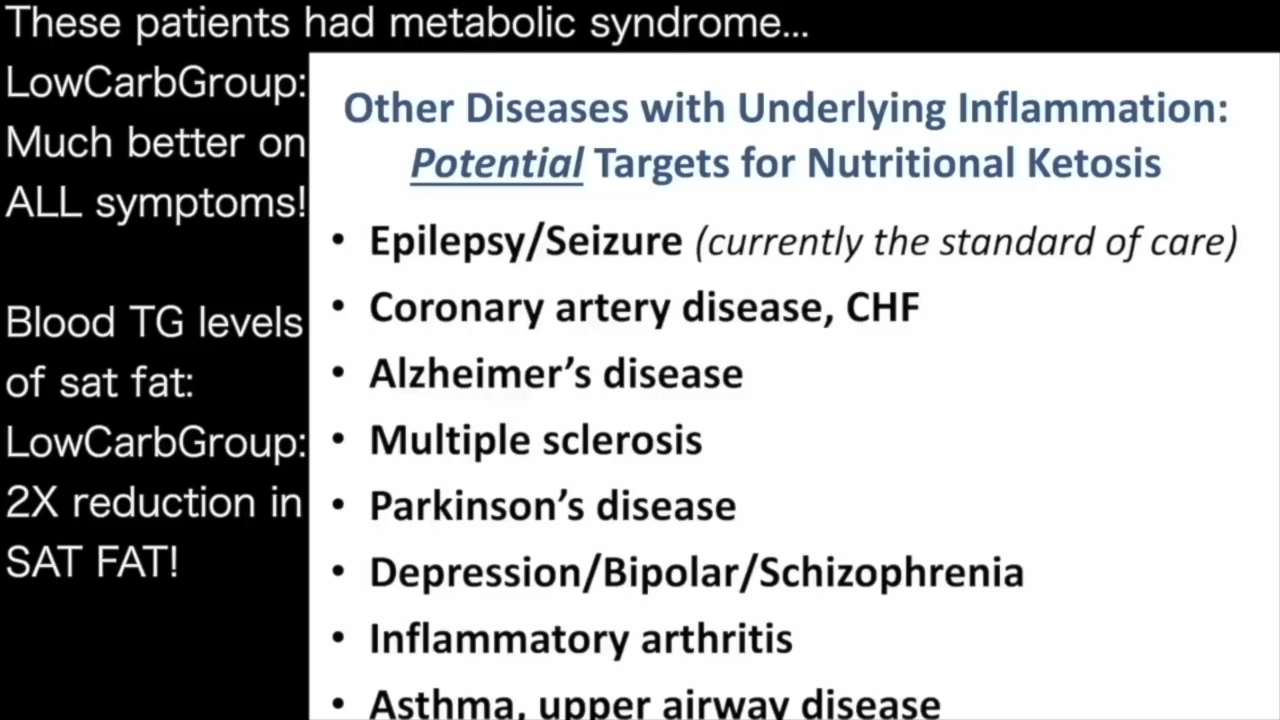 These patients had metabolic syndrome...
LowCarbGroup:
Much better on
ALL symptoms!
Blood TG levels
of sat fat:
LowCarbGroup:
2X reduction in
SAT FAT!
Other Diseases with Underlying Inflammation:
Potential Targets for Nutritional Ketosis
• Epilepsy/Seizure (currently the standard of care)
• Coronary artery disease, CHF
• Alzheimer’s disease
• Multiple sclerosis
• Parkinson’s disease
• Depression/Bipolar/Schizophrenia
• Inflammatory arthritis
• Asthma, upper airway disease